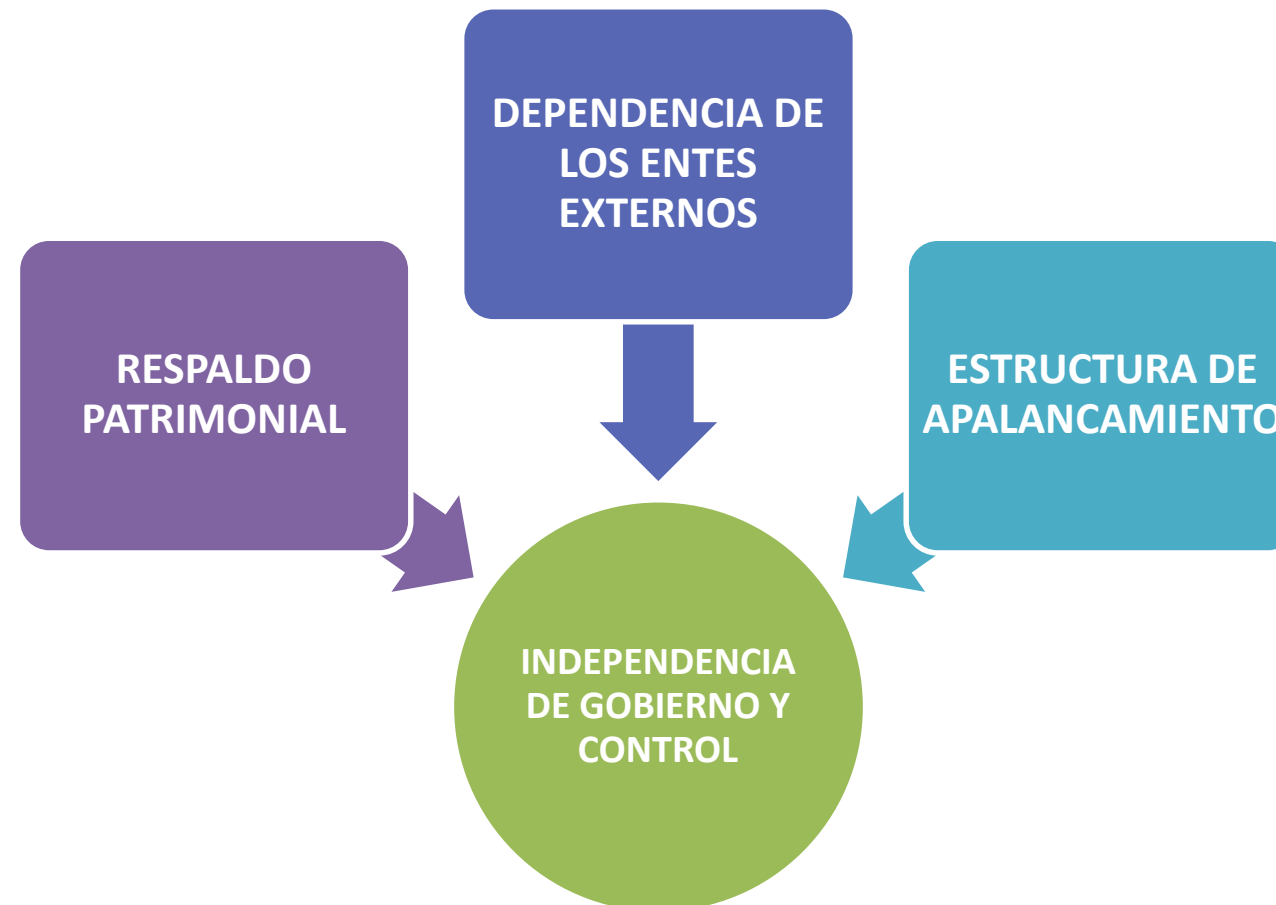 DEPENDENCIA DE
LOS ENTES
EXTERNOS
RESPALDO
PATRIMONIAL
ESTRUCTURA DE
APALANCAMIENTO
INDEPENDENCIA
DE GOBIERNO Y
CONTROL